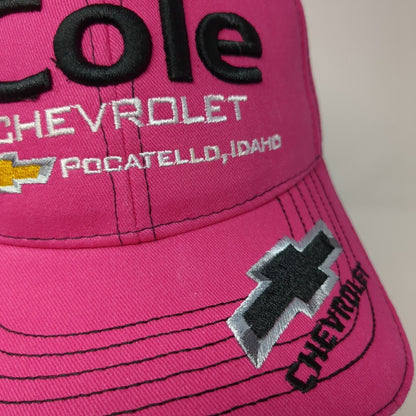 Cole
CHEVROLET
POCATELLO, IDAHO
CHEVROLET